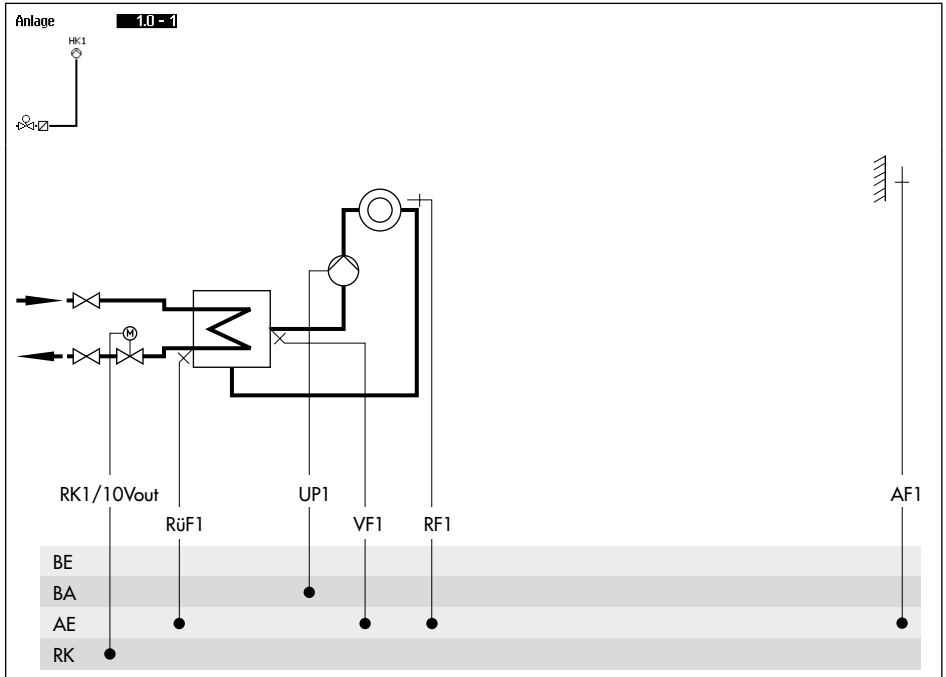 Anlage 1.0 - 1
HK1
M
RK1/10Vout UP1 AF1
RüF1 VF1 RF1
BE
BA
AE
RK